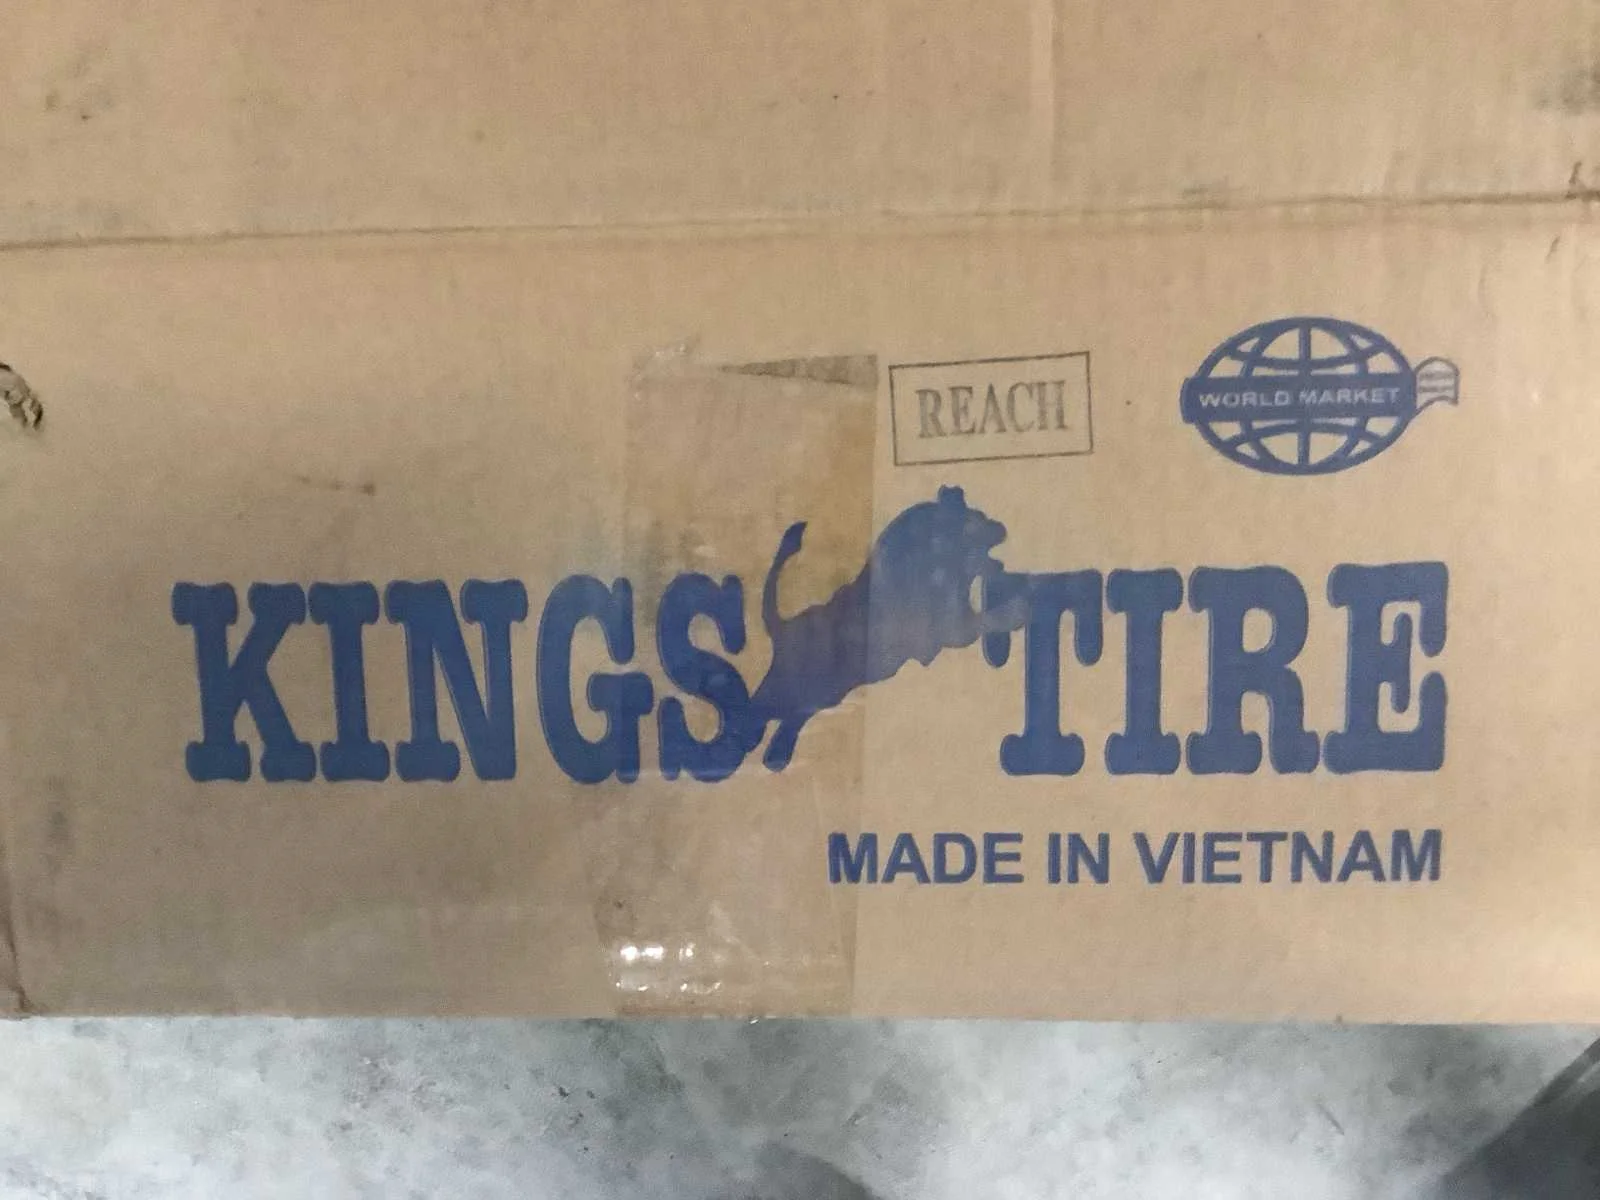 REACH
WORLD MARKET
KINGS TIRE
MADE IN VIETNAM